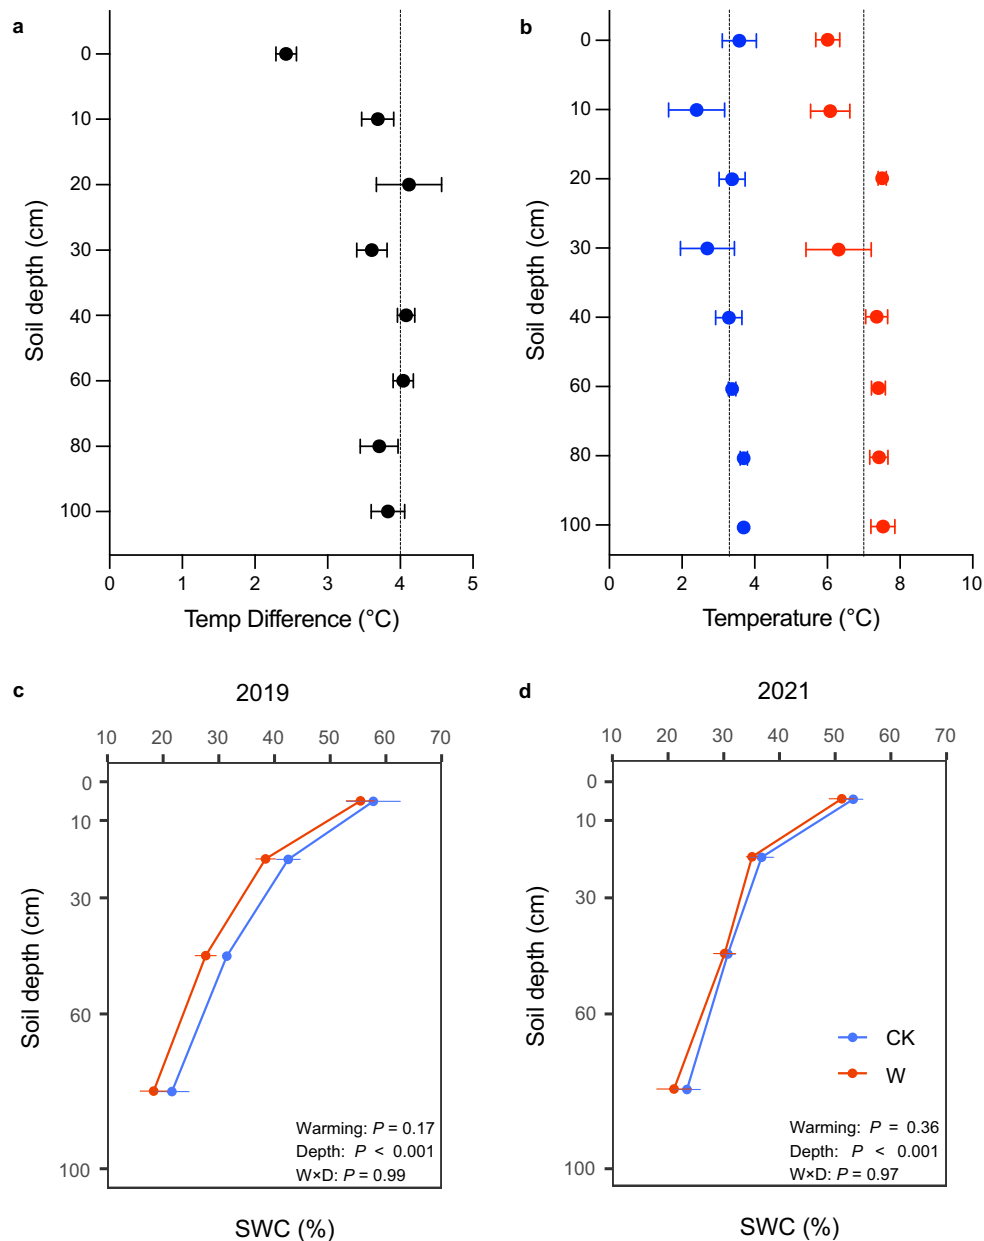 a
0
10
20
30
40
60
80
100
Soil depth (cm)
0 1 2 3 4 5
Temp Difference (°C)
b
0
10
20
30
40
60
80
100
Soil depth (cm)
0 2 4 6 8 10
Temperature (°C)
c
2019
10 20 30 40 50 60 70
0
10
30
60
100
Soil depth (cm)
Warming: P = 0.17
Depth: P < 0.001
W×D: P = 0.99
SWC (%)
d
2021
10 20 30 40 50 60 70
0
10
30
60
100
Soil depth (cm)
CK
W
Warming: P = 0.36
Depth: P < 0.001
W×D: P = 0.97
SWC (%)